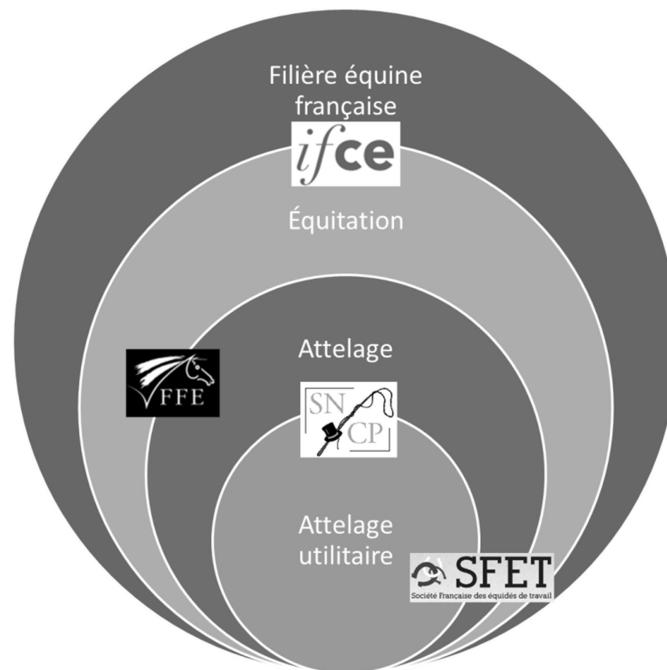 Filière équine
française
ifce
Équitation
Attelage
FFE
SN
CP
Attelage
utilitaire
SFET
Société française des équidés de travail